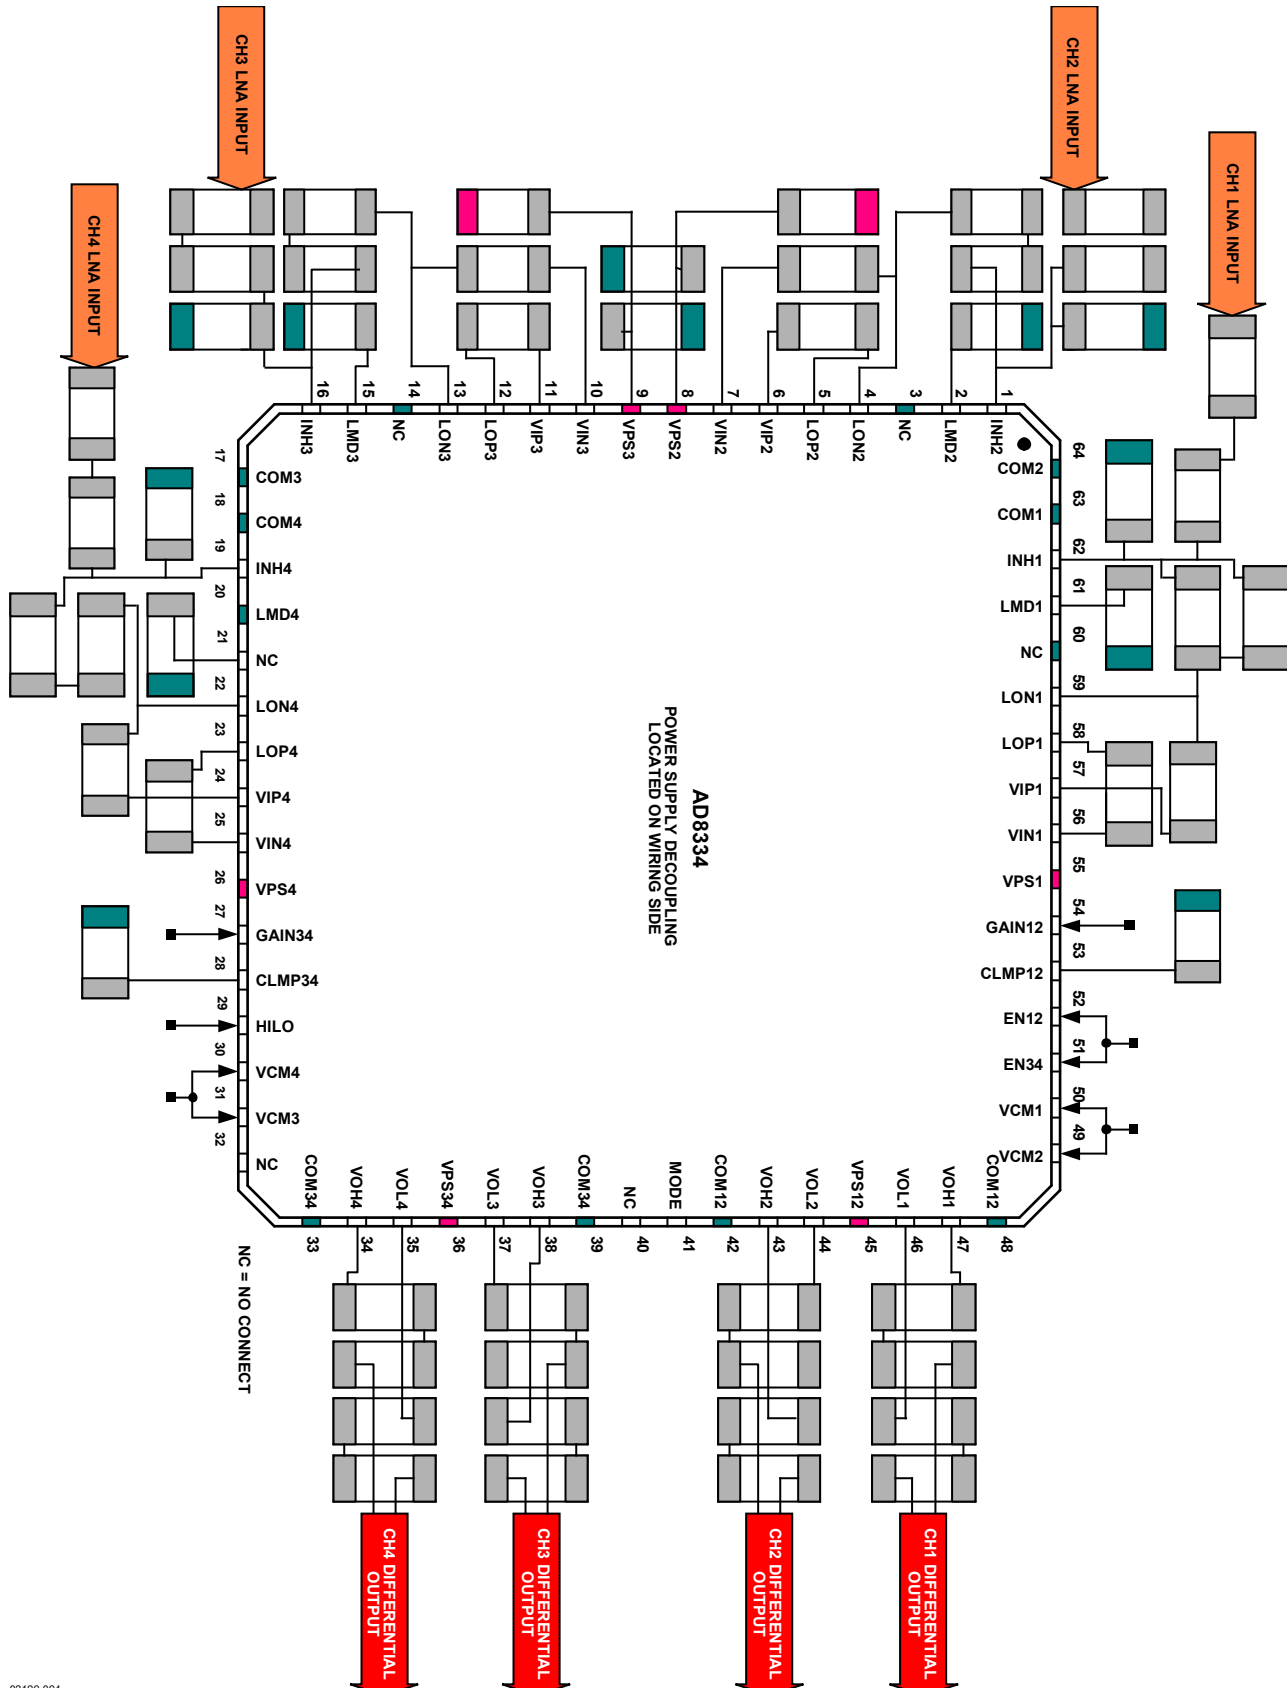 CH3 LNA INPUT
CH2 LNA INPUT
CH1 LNA INPUT
CH4 LNA INPUT
16
15
14
13
12
11
10
9
8
7
6
5
4
3
2
1
INH3
LMD3
NC
LON3
LOP3
VIP3
VIN3
VPS3
VPS2
VIN2
VIP2
LOP2
LON2
NC
LMD2
INH2
17
COM3
18
COM4
19
INH4
20
LMD4
21
NC
22
LON4
23
LOP4
24
VIP4
25
VIN4
26
VPS4
27
GAIN34
28
CLMP34
29
HILO
30
VCM4
31
VCM3
32
NC
64
COM2
63
COM1
62
INH1
61
LMD1
60
NC
59
LON1
58
LOP1
57
VIP1
56
VIN1
55
VPS1
54
GAIN12
53
CLMP12
52
EN12
51
EN34
50
VCM1
49
VCM2
AD8334
POWER SUPPLY DECOUPLING
LOCATED ON WIRING SIDE
COM34
VOH4
VOL4
VPS34
VOL3
VOH3
COM34
NC
MODE
COM12
VOH2
VOL2
VPS12
VOL1
VOH1
COM12
33
34
35
36
37
38
39
40
41
42
43
44
45
46
47
48
NC = NO CONNECT
CH4 DIFFERENTIAL
OUTPUT
CH3 DIFFERENTIAL
OUTPUT
CH2 DIFFERENTIAL
OUTPUT
CH1 DIFFERENTIAL
OUTPUT